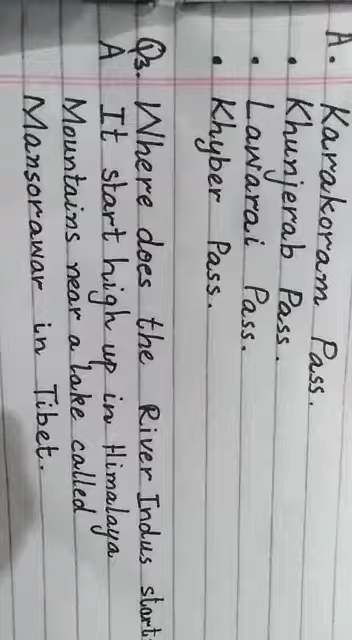 A. Karakoram Pass.
• Khunjerab Pass.
• Lawarai Pass.
• Khyber Pass.
Q3. Where does the River Indus start
A It start high up in Himalaya
Mountains near a lake called
Mansorawar in Tibet.